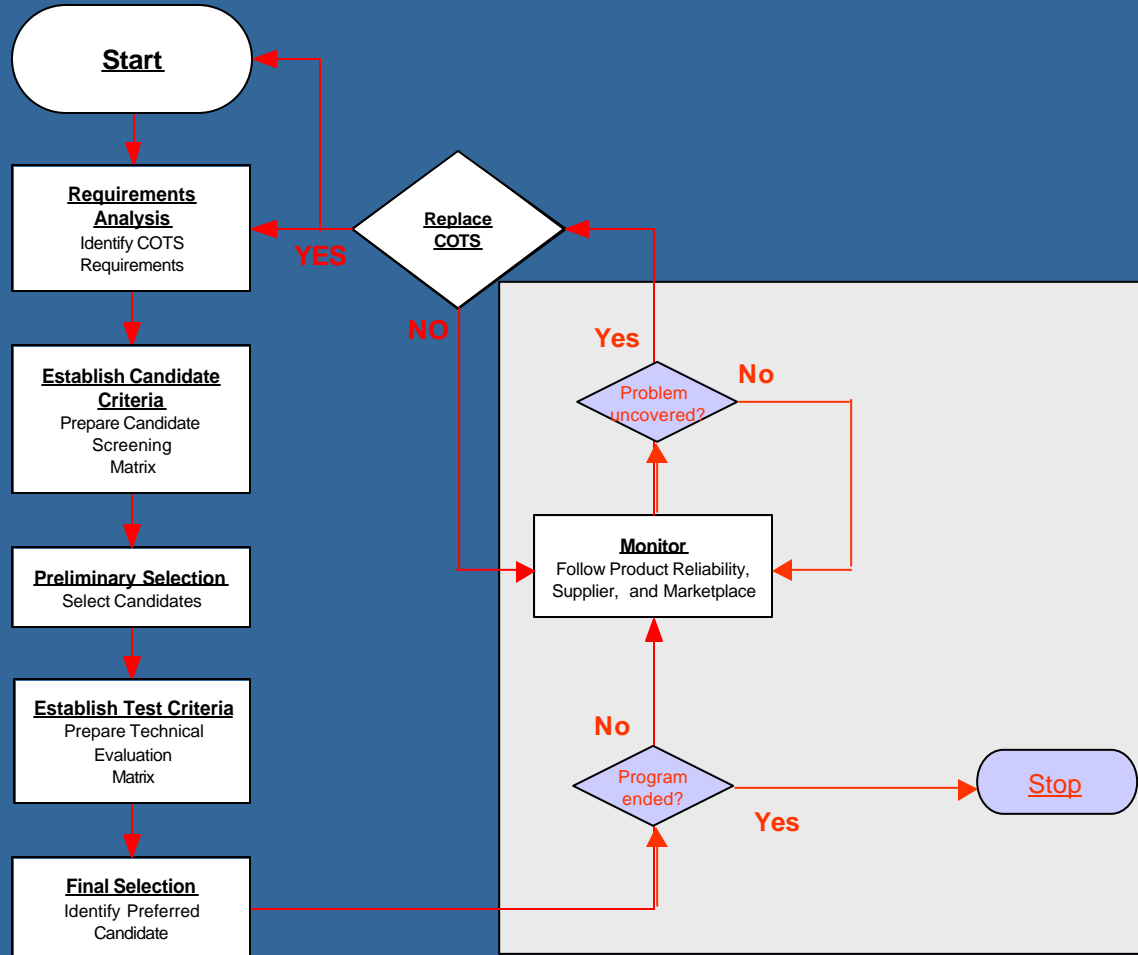 Start
Requirements
Analysis
Identify COTS
Requirements
Establish Candidate
Criteria
Prepare Candidate
Screening
Matrix
Preliminary Selection
Select Candidates
Establish Test Criteria
Prepare Technical
Evaluation
Matrix
Final Selection
Identify Preferred
Candidate
Replace
COTS
YES
NO
Yes
No
Problem
uncovered?
Monitor
Follow Product Reliability,
Supplier, and Marketplace
No
Program
ended?
Yes
Stop